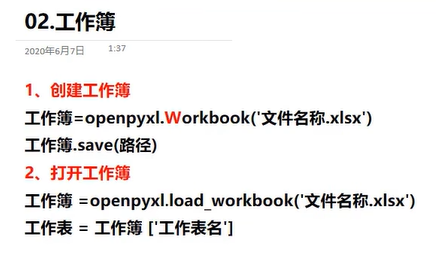 02.工作簿
2020年6月7日 1:37
1、创建工作簿
工作簿=openpyxl.Workbook('文件名称.xlsx')
工作簿.save(路径)
2、打开工作簿
工作簿 =openpyxl.load_workbook('文件名称.xlsx')
工作表 = 工作簿 ['工作表名']